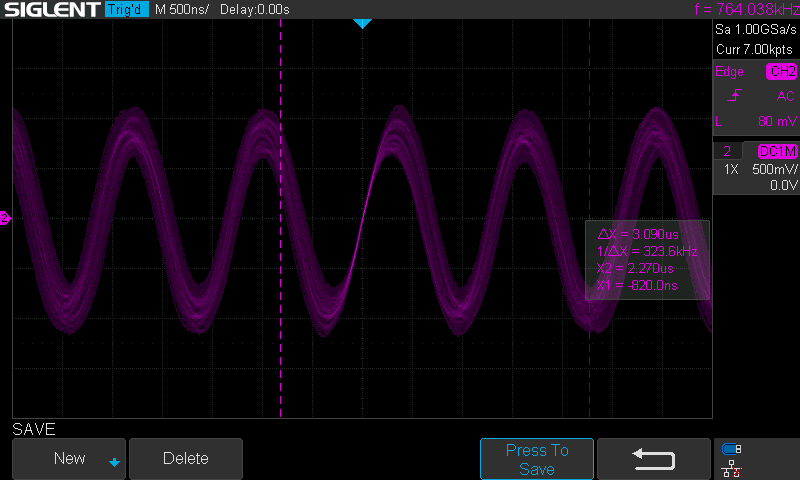 SIGLENT Trig'd M 500ns/ Delay:0.00s f = 764.038kHz
Sa 1.00GSa/s
Curr 7.00kpts
Edge CH2
AC
L 80 mV
2 DC1M
1X 500mV/
0.0V
2
ΔX = 3.090us
1/ΔX = 323.6kHz
X2 = 2.270us
X1 = -820.0ns
SAVE
New Delete Press To
Save